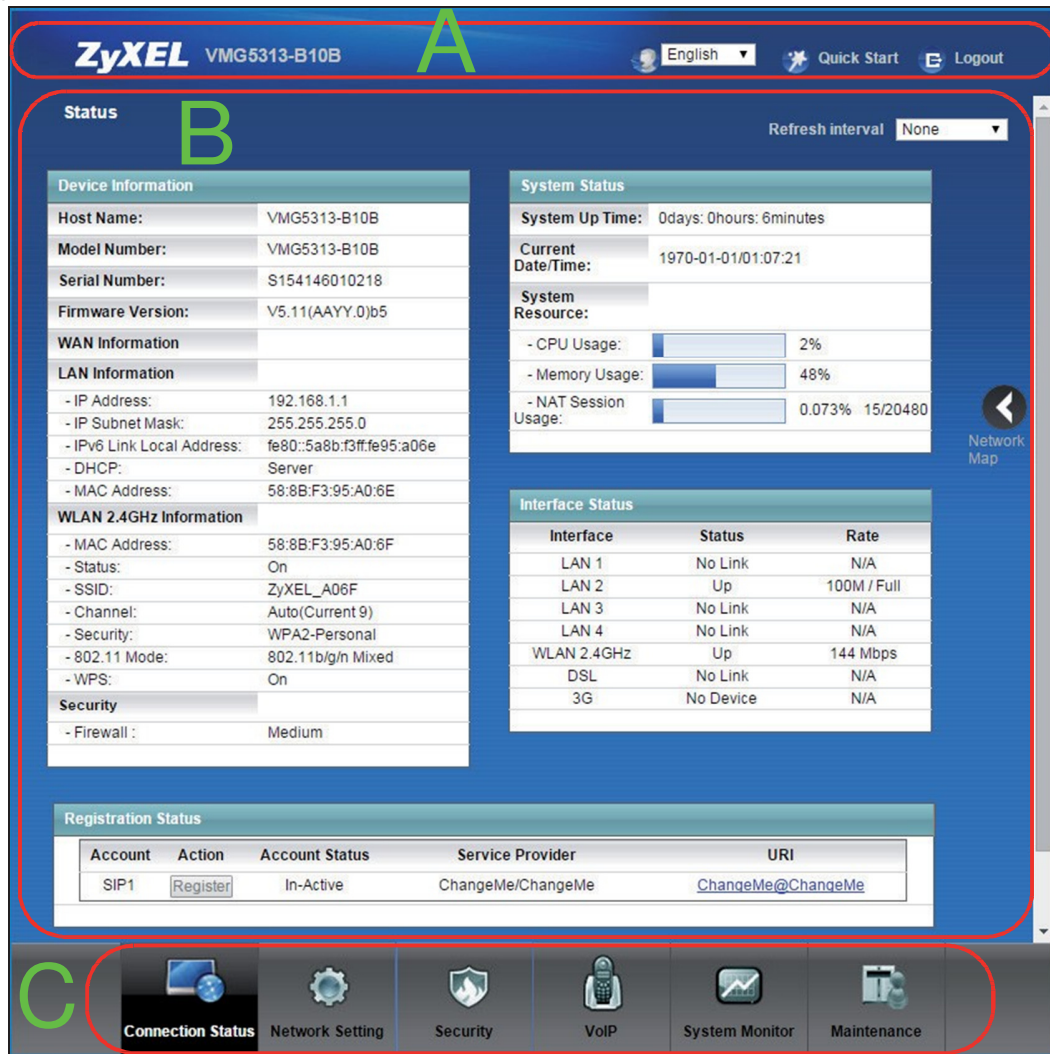 A
ZyXEL VMG5313-B10B English Quick Start Logout
B
Status
Refresh interval None
Device Information
Host Name: VMG5313-B10B
Model Number: VMG5313-B10B
Serial Number: S154146010218
Firmware Version: V5.11(AAYY.0)b5
WAN Information
LAN Information
- IP Address: 192.168.1.1
- IP Subnet Mask: 255.255.255.0
- IPv6 Link Local Address: fe80::5a8b:f3ff:fe95:a06e
- DHCP: Server
- MAC Address: 58:8B:F3:95:A0:6E
WLAN 2.4GHz Information
- MAC Address: 58:8B:F3:95:A0:6F
- Status: On
- SSID: ZyXEL_A06F
- Channel: Auto(Current 9)
- Security: WPA2-Personal
- 802.11 Mode: 802.11b/g/n Mixed
- WPS: On
Security
- Firewall : Medium
System Status
System Up Time: 0days: 0hours: 6minutes
Current
Date/Time: 1970-01-01/01:07:21
System
Resource:
- CPU Usage: 2%
- Memory Usage: 48%
- NAT Session
Usage: 0.073% 15/20480
Network
Map
Interface Status
Interface Status Rate
LAN 1 No Link N/A
LAN 2 Up 100M / Full
LAN 3 No Link N/A
LAN 4 No Link N/A
WLAN 2.4GHz Up 144 Mbps
DSL No Link N/A
3G No Device N/A
Registration Status
Account Action Account Status Service Provider URI
SIP1 Register In-Active ChangeMe/ChangeMe ChangeMe@ChangeMe
C
Connection Status Network Setting Security VoIP System Monitor Maintenance